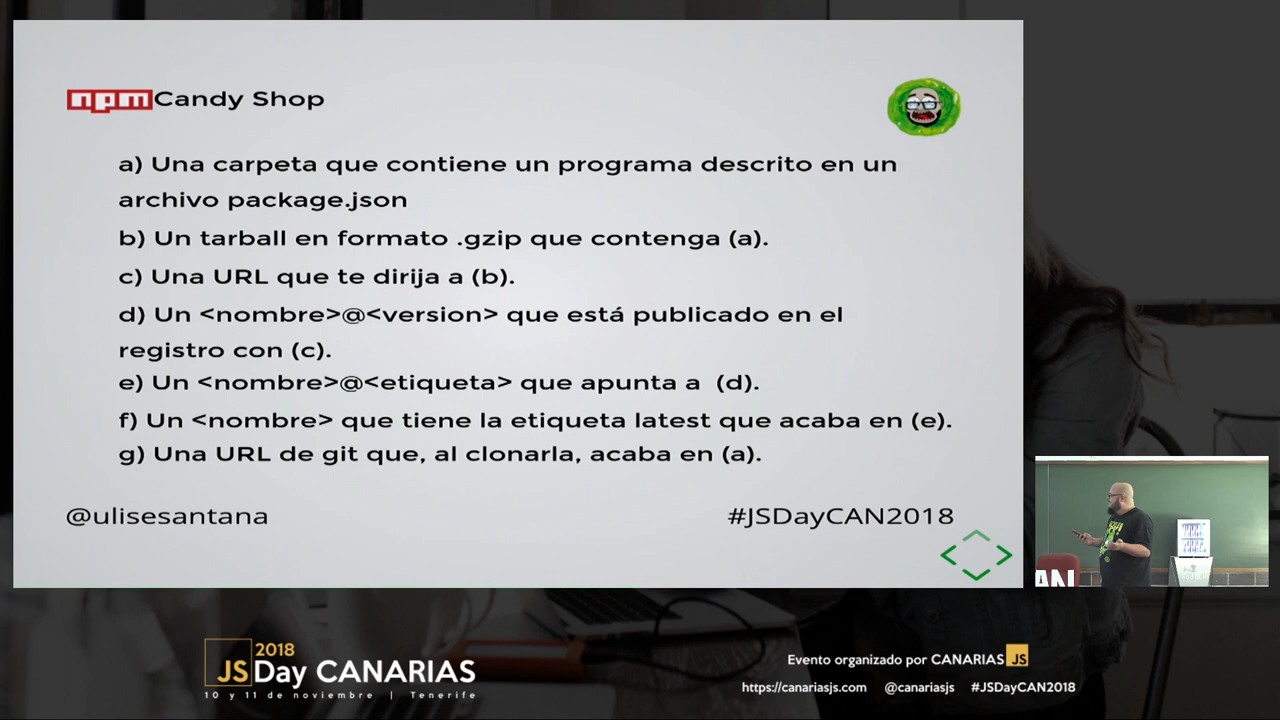 npm Candy Shop
a) Una carpeta que contiene un programa descrito en un
archivo package.json
b) Un tarball en formato .gzip que contenga (a).
c) Una URL que te dirija a (b).
d) Un <nombre>@<version> que está publicado en el
registro con (c).
e) Un <nombre>@<etiqueta> que apunta a  (d).
f) Un <nombre> que tiene la etiqueta latest que acaba en (e).
g) Una URL de git que, al clonarla, acaba en (a).
@ulisesantana
#JSDayCAN2018
AN
2018
JSDay CANARIAS
10 y 11 de noviembre | Tenerife
Evento organizado por CANARIAS JS
https://canariasjs.com @canariasjs #JSDayCAN2018